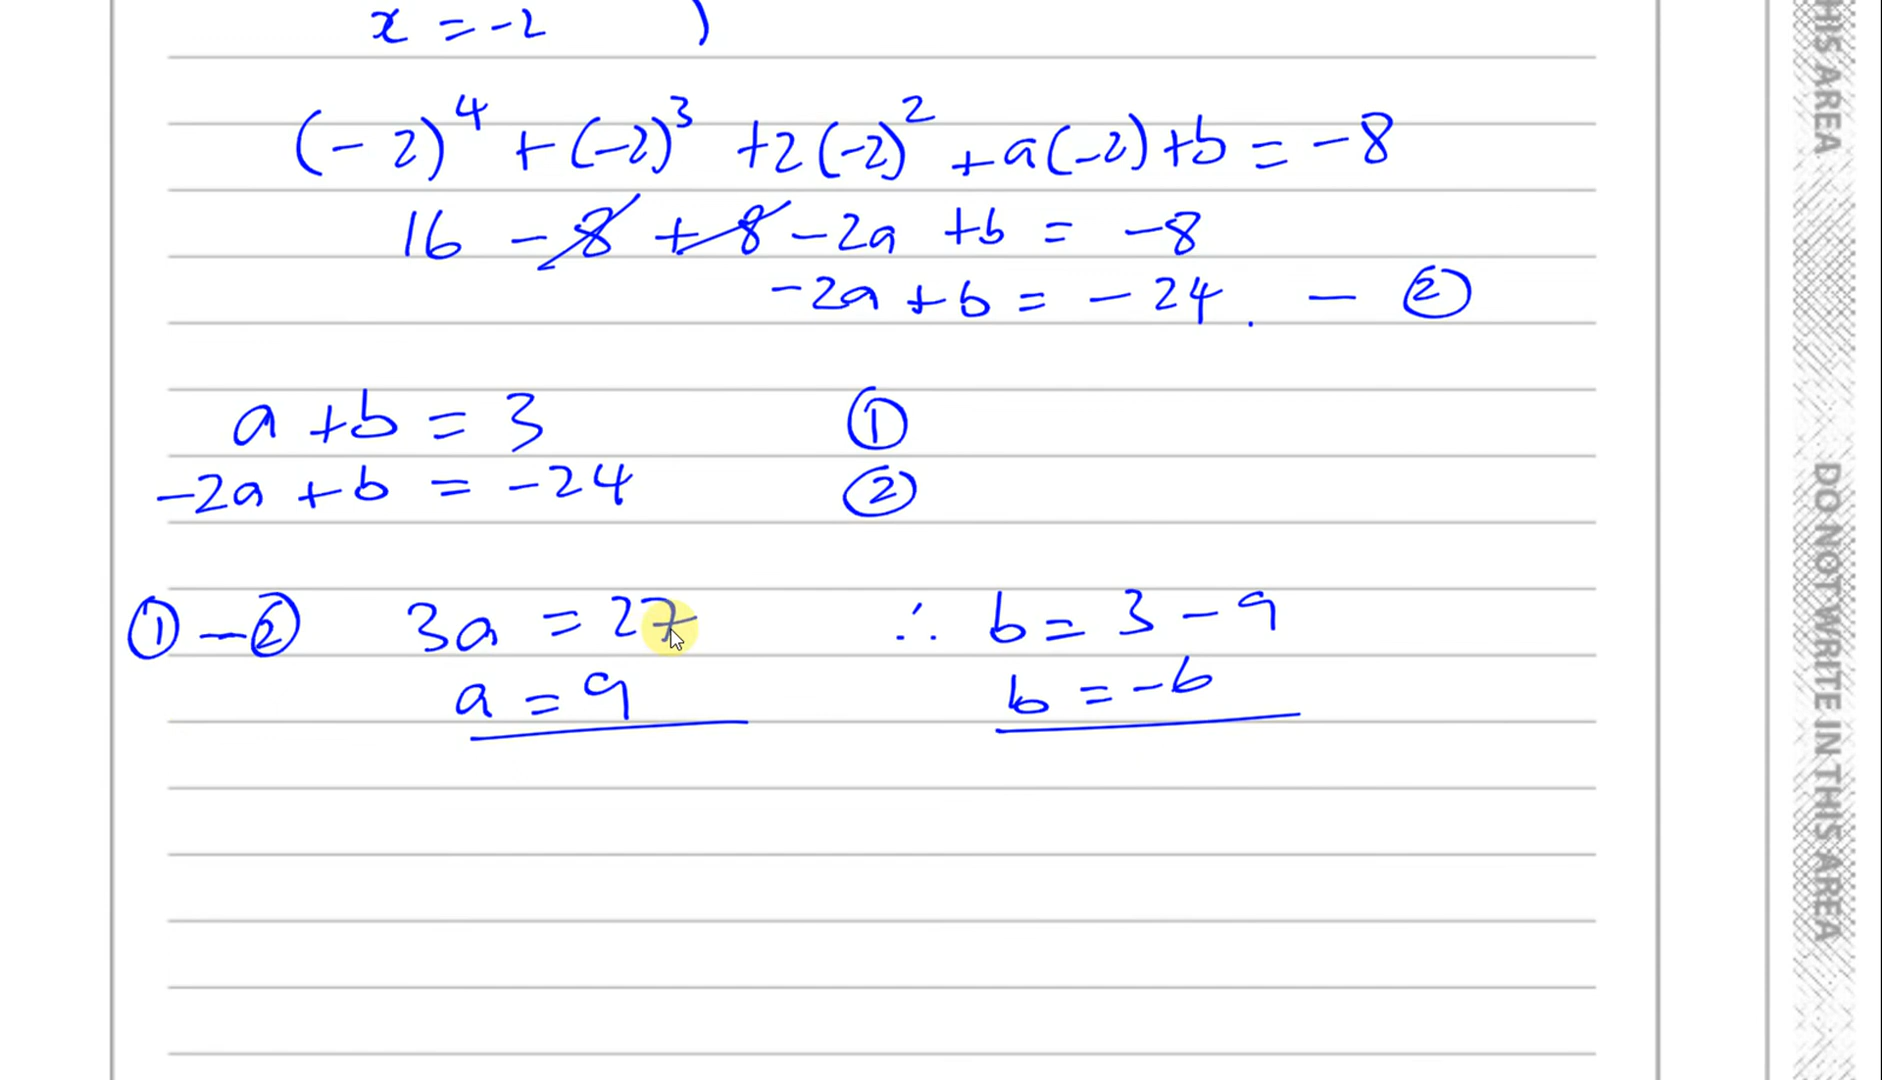 x = -2 )
(-2)⁴ + (-2)³ + 2(-2)² + a(-2) + b = -8
16 - 8 + 8 - 2a + b = -8
-2a + b = -24. - ②
a + b = 3 ①
-2a + b = -24 ②
① - ② 3a = 27 ∴ b = 3 - 9
a = 9 b = -6
HIS AREA
DO NOT WRITE IN THIS AREA